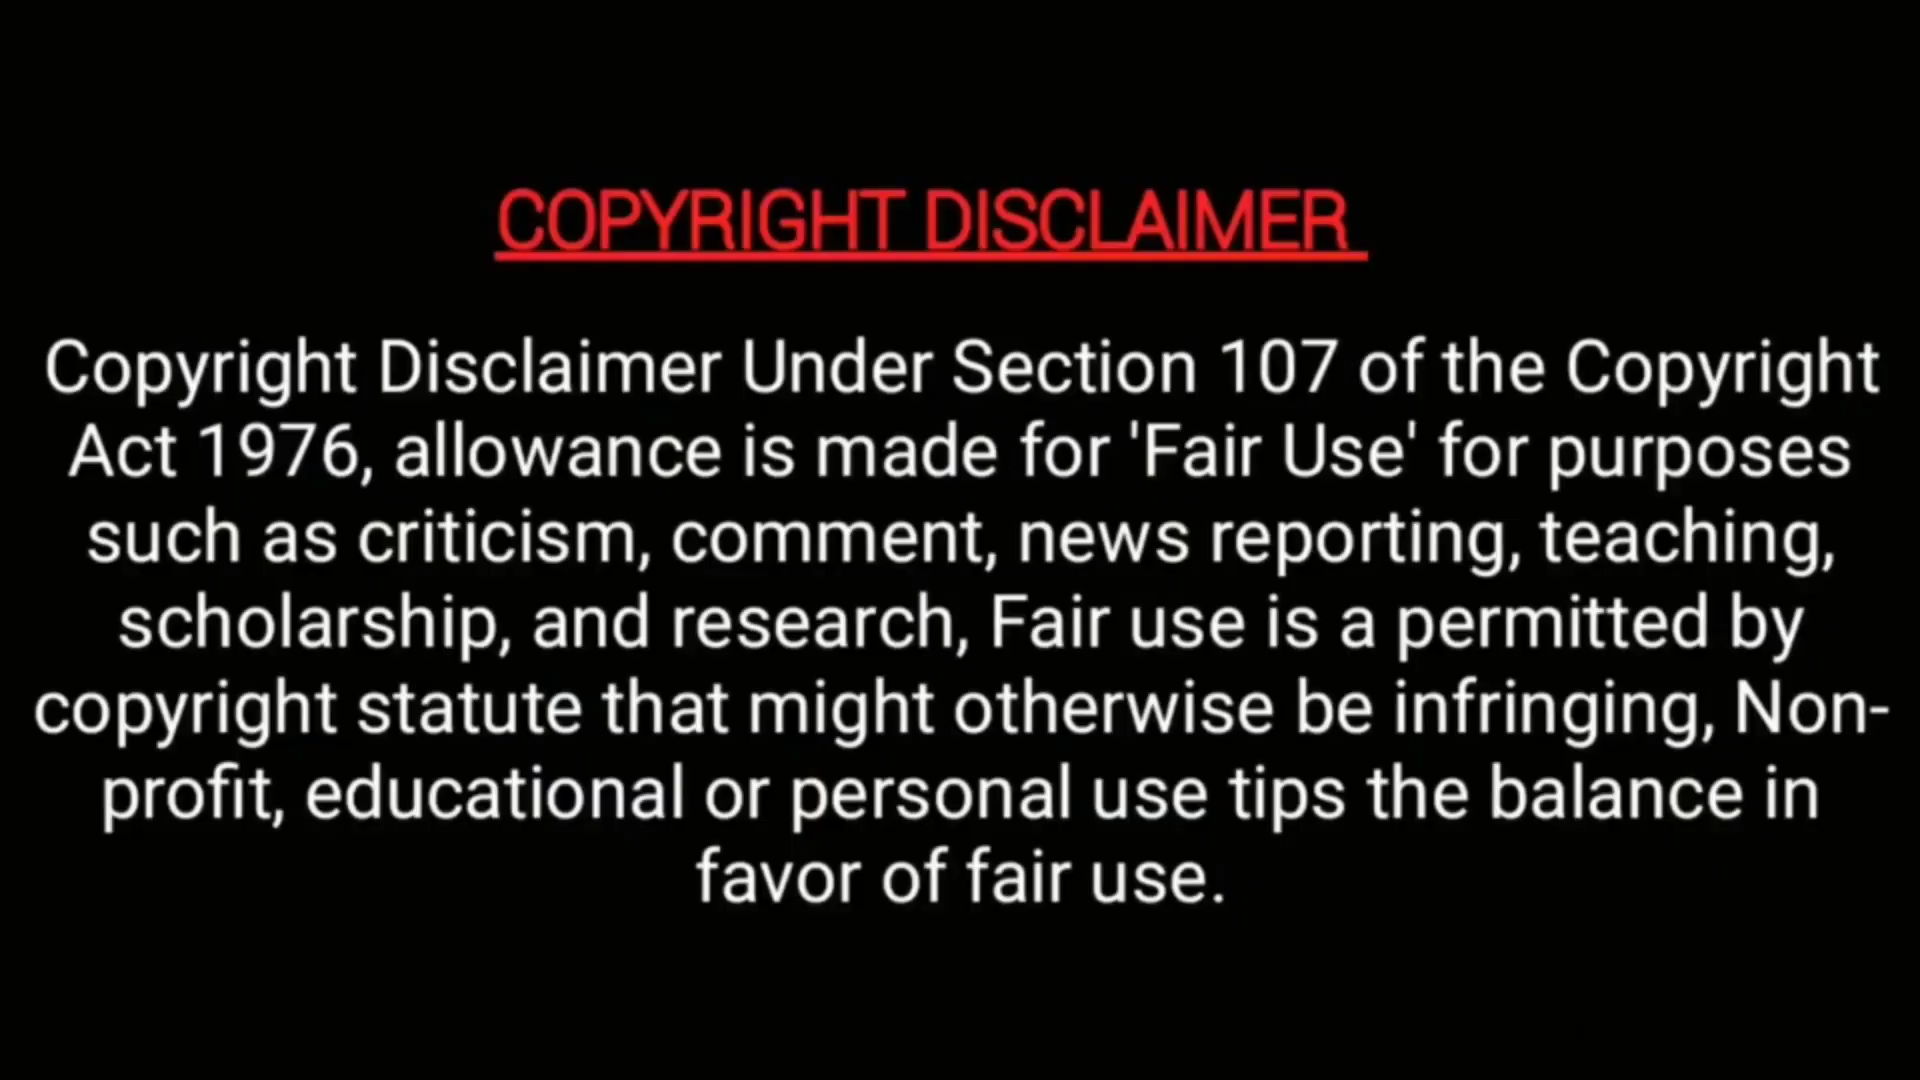 COPYRIGHT DISCLAIMER
Copyright Disclaimer Under Section 107 of the Copyright
Act 1976, allowance is made for 'Fair Use' for purposes
such as criticism, comment, news reporting, teaching,
scholarship, and research, Fair use is a permitted by
copyright statute that might otherwise be infringing, Non-
profit, educational or personal use tips the balance in
favor of fair use.